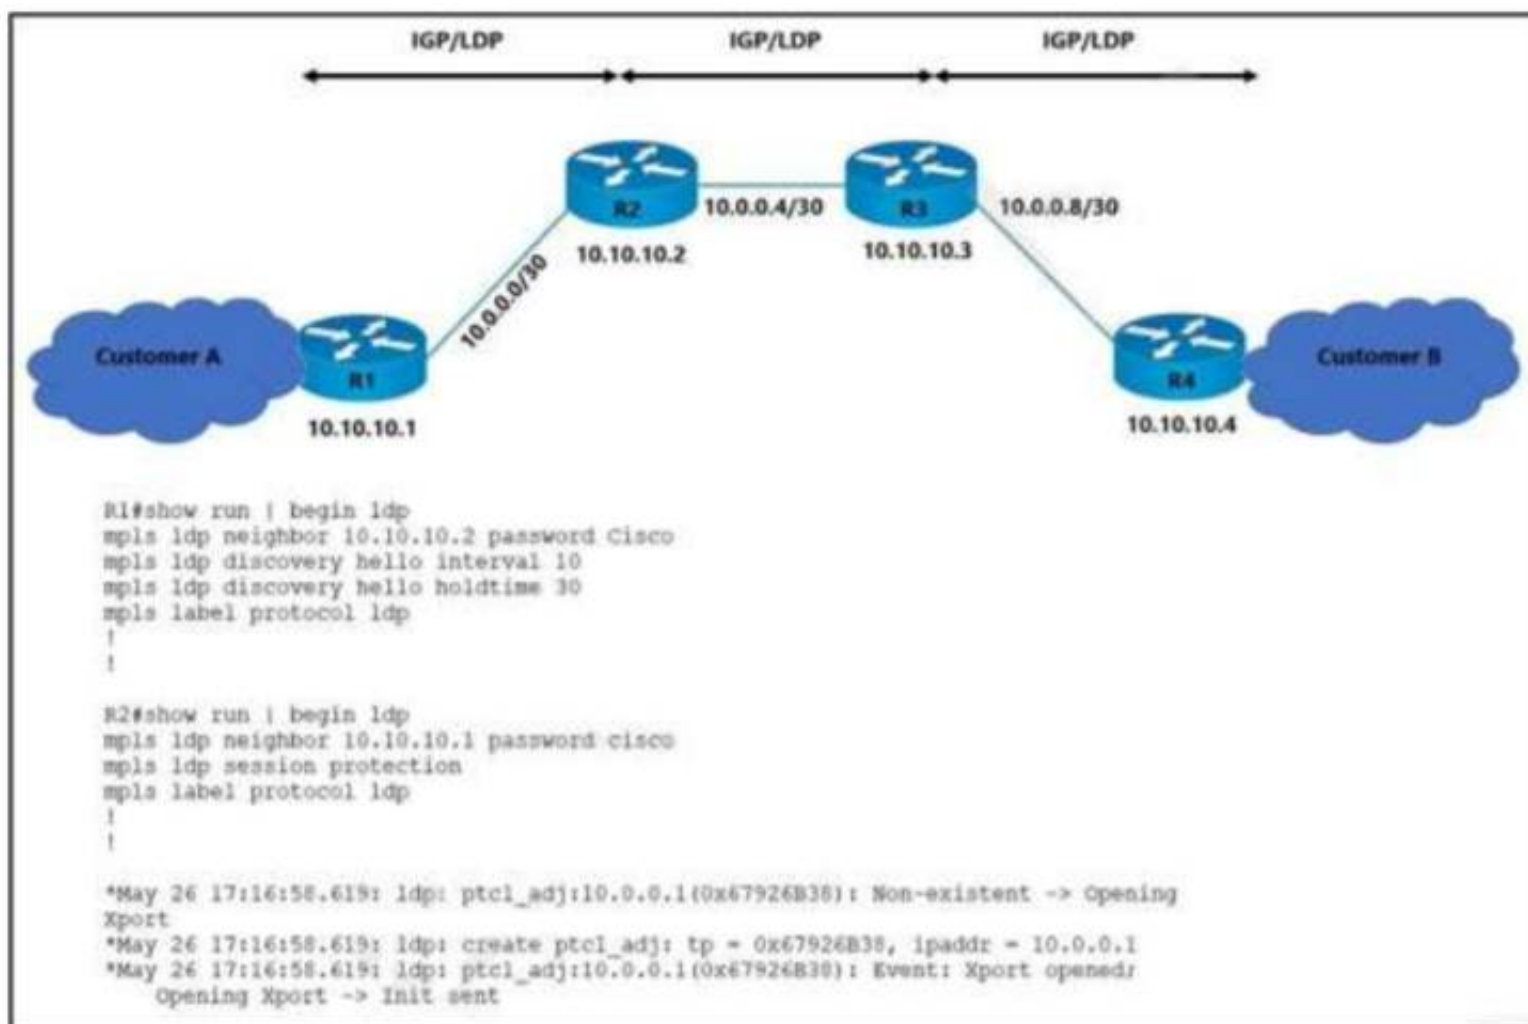 IGP/LDP IGP/LDP IGP/LDP
R2 10.0.0.4/30 R3 10.0.0.8/30
10.10.10.2 10.10.10.3
10.0.0.0/30
Customer A R1 R4 Customer B
10.10.10.1 10.10.10.4
R1#show run | begin ldp
mpls ldp neighbor 10.10.10.2 password Cisco
mpls ldp discovery hello interval 10
mpls ldp discovery hello holdtime 30
mpls label protocol ldp
!
!
R2#show run | begin ldp
mpls ldp neighbor 10.10.10.1 password cisco
mpls ldp session protection
mpls label protocol ldp
!
!
*May 26 17:16:58.619: ldp: ptcl_adj:10.0.0.1(0x67926B38): Non-existent -> Opening
Xport
*May 26 17:16:58.619: ldp: create ptcl_adj: tp = 0x67926B38, ipaddr = 10.0.0.1
*May 26 17:16:58.619: ldp: ptcl_adj:10.0.0.1(0x67926B38): Event: Xport opened;
Opening Xport -> Init sent